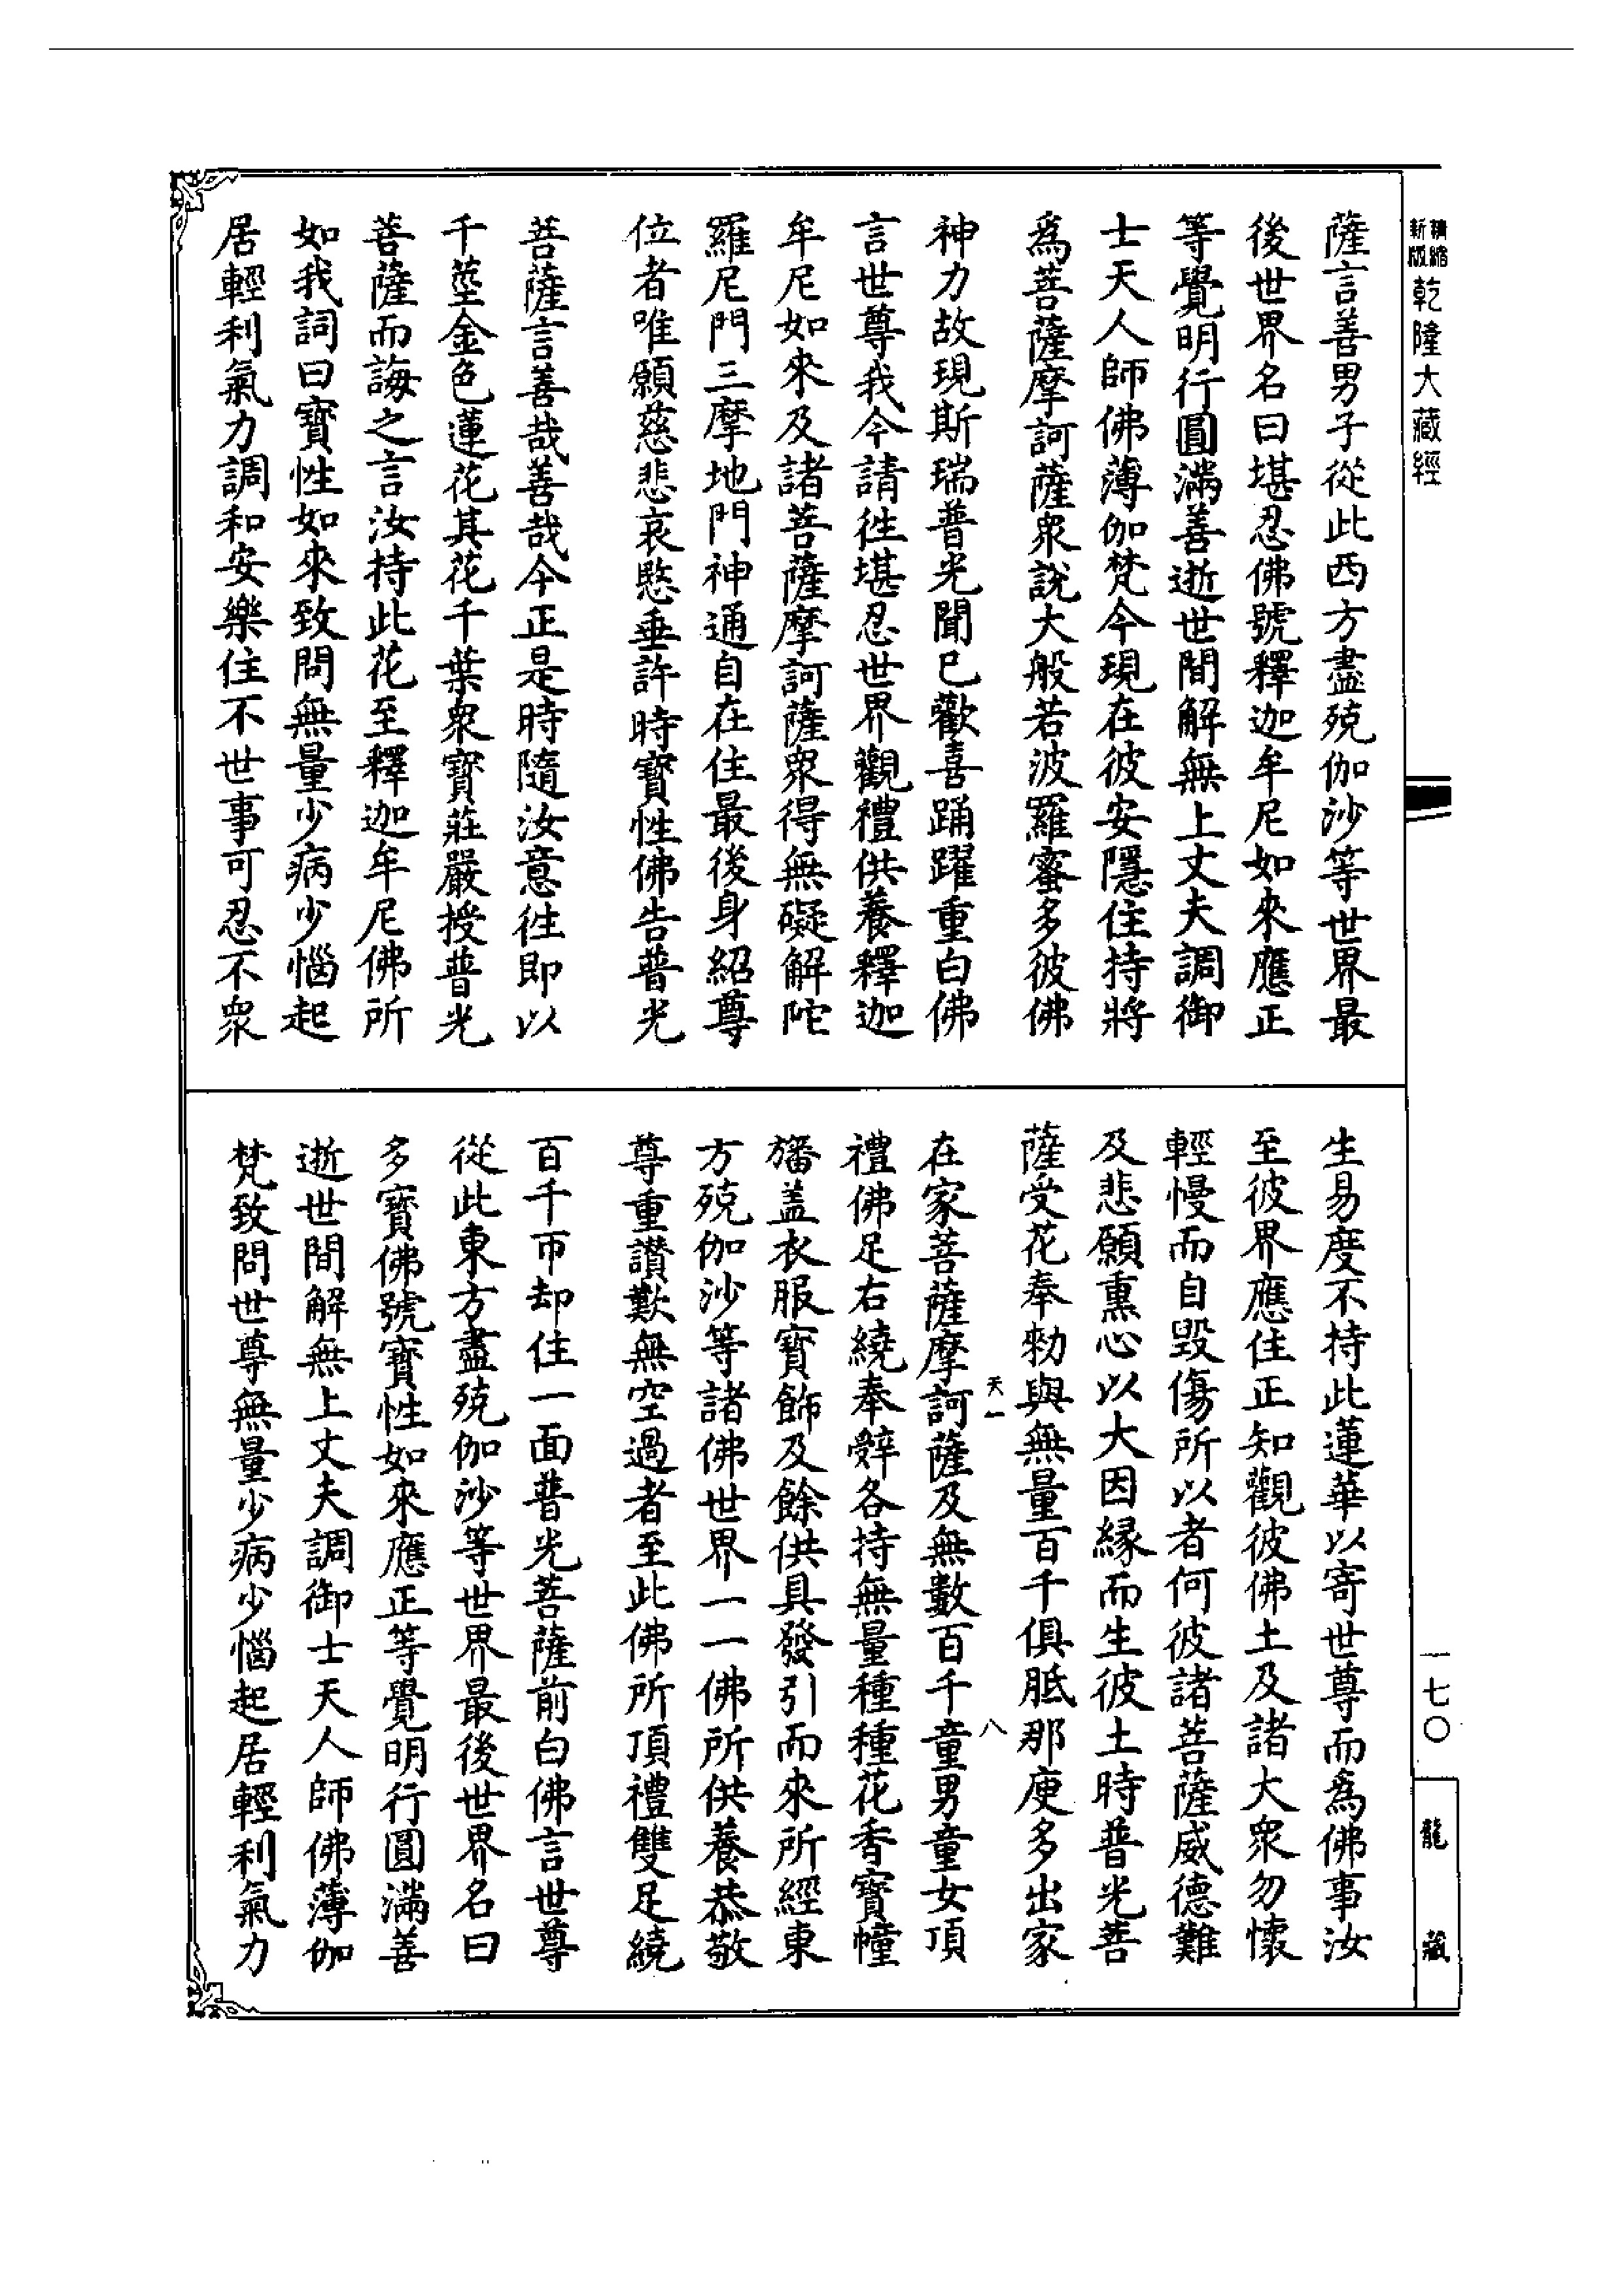 精縮新版乾隆大藏經
薩言善男子從此西方盡殑伽沙等世界最
後世界名曰堪忍佛號釋迦牟尼如來應正
等覺明行圓滿善逝世間解無上丈夫調御
士天人師佛薄伽梵今現在彼安隱住持將
為菩薩摩訶薩衆說大般若波羅蜜多彼佛
神力故現斯瑞普光聞已歡喜踊躍重白佛
言世尊我今請往堪忍世界觀禮供養釋迦
牟尼如來及諸菩薩摩訶薩衆得無礙解陀
羅尼門三摩地門神通自在住最後身紹尊
位者唯願慈悲哀愍垂許時寶性佛告普光
菩薩言善哉善哉今正是時隨汝意往即以
千莖金色蓮花其花千葉衆寶莊嚴授普光
菩薩而誨之言汝持此花至釋迦牟尼佛所
如我詞曰寶性如來致問無量少病少惱起
居輕利氣力調和安樂住不世事可忍不衆
生易度不持此蓮華以寄世尊而為佛事汝
至彼界應住正知觀彼佛土及諸大衆勿懷
輕慢而自毀傷所以者何彼諸菩薩威德難
及悲願熏心以大因緣而生彼土時普光菩
薩受花奉勅與無量百千俱胝那庾多出家
天一 八
在家菩薩摩訶薩及無數百千童男童女頂
禮佛足右繞奉辭各持無量種種花香寶幢
旛盖衣服寶飾及餘供具發引而來所經東
方殑伽沙等諸佛世界一一佛所供養恭敬
尊重讚歎無空過者至此佛所頂禮雙足繞
百千帀却住一面普光菩薩前白佛言世尊
從此東方盡殑伽沙等世界最後世界名曰
多寶佛號寶性如來應正等覺明行圓滿善
逝世間解無上丈夫調御士天人師佛薄伽
梵致問世尊無量少病少惱起居輕利氣力
一七〇
龍藏